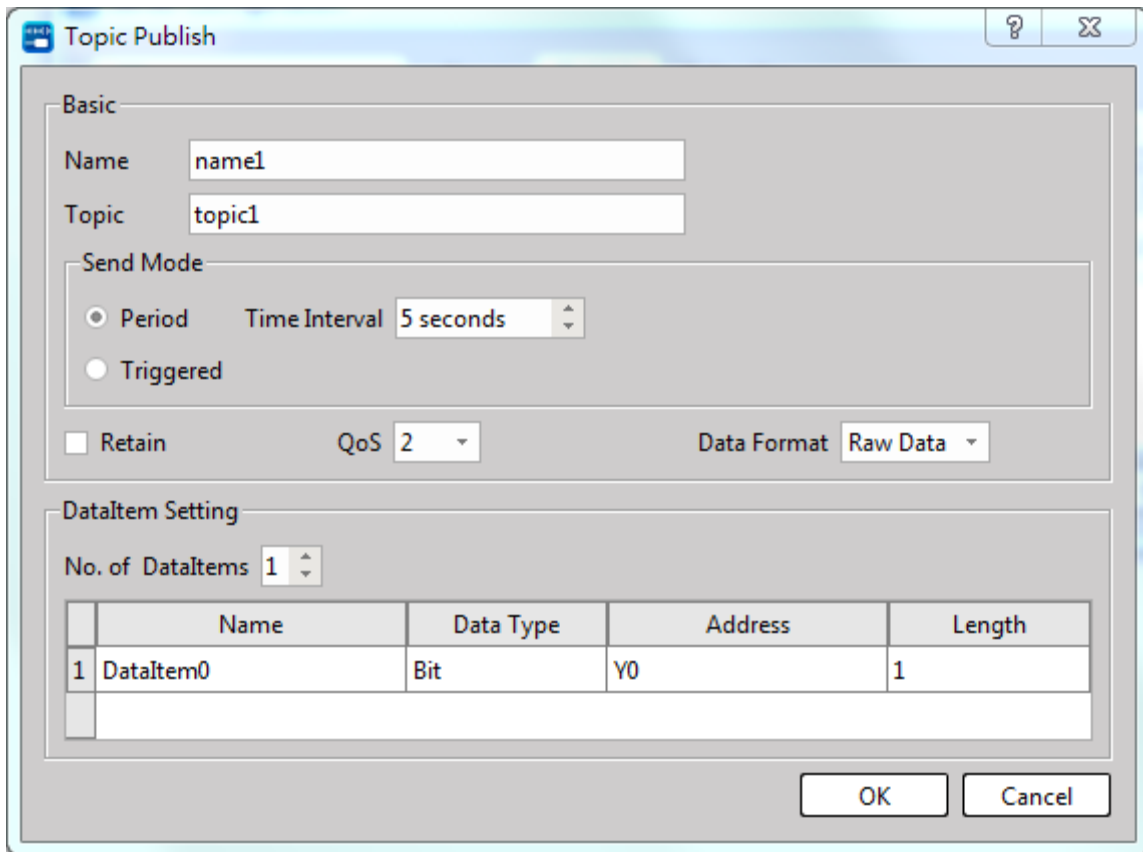 Topic Publish
Basic
Name name1
Topic topic1
Send Mode
Period Time Interval 5 seconds
Triggered
Retain QoS 2 Data Format Raw Data
DataItem Setting
No. of DataItems 1
Name Data Type Address Length
1 DataItem0 Bit Y0 1
OK Cancel